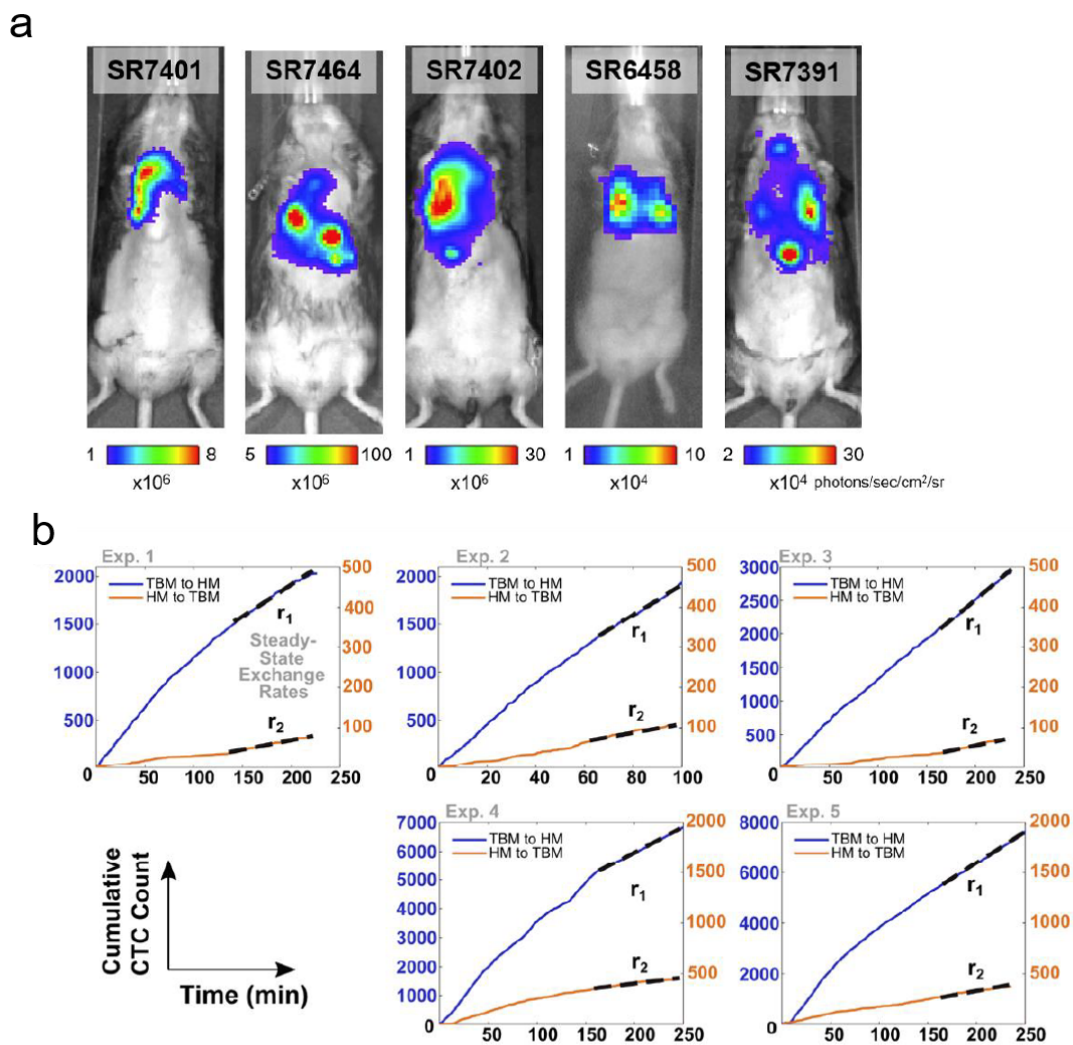 a
SR7401 SR7464 SR7402 SR6458 SR7391
1 8 5 100 1 30 1 10 2 30
x10⁶ x10⁶ x10⁶ x10⁴ x10⁴ photons/sec/cm²/sr
b
Exp. 1
TBM to HM
HM to TBM
2000
1500
1000
500
0
500
400
300
200
100
r₁
Steady-
State
Exchange
Rates
r₂
0 50 100 150 200 250
Exp. 2
TBM to HM
HM to TBM
2000
1500
1000
500
0
500
400
300
200
100
r₁
r₂
20 40 60 80 100
Exp. 3
TBM to HM
HM to TBM
3000
2500
2000
1500
1000
500
0
500
400
300
200
100
r₁
r₂
50 100 150 200 250
Cumulative
CTC Count
Time (min)
Exp. 4
TBM to HM
HM to TBM
7000
6000
5000
4000
3000
2000
1000
0
2000
1500
1000
500
r₁
r₂
50 100 150 200 250
Exp. 5
TBM to HM
HM to TBM
8000
6000
4000
2000
0
2000
1500
1000
500
r₁
r₂
50 100 150 200 250